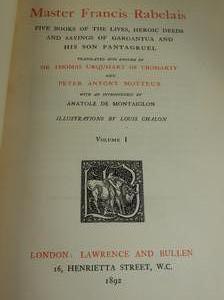 Master Francis Rabelais
FIVE BOOKS OF THE LIVES, HEROIC DEEDS
AND SAYINGS OF GARGANTUA AND
HIS SON PANTAGRUEL
TRANSLATED INTO ENGLISH BY
SIR THOMAS URQUHART OF CROMARTY
AND
PETER ANTONY MOTTEUX
WITH AN INTRODUCTION BY
ANATOLE DE MONTAIGLON
ILLUSTRATIONS BY LOUIS CHALON
VOLUME I
LONDON: LAWRENCE AND BULLEN
16, HENRIETTA STREET, W.C.
1892